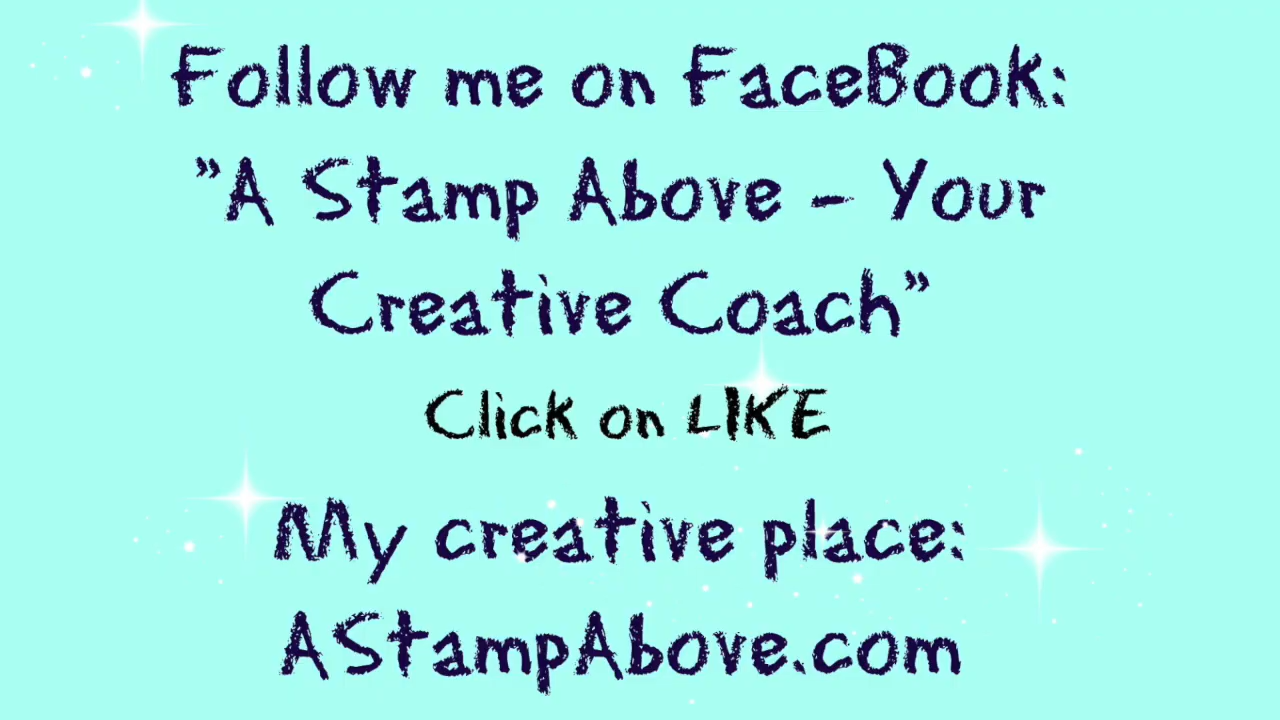 Follow me on FaceBook:
"A Stamp Above - Your
Creative Coach"
Click on LIKE
My creative place:
AStampAbove.com